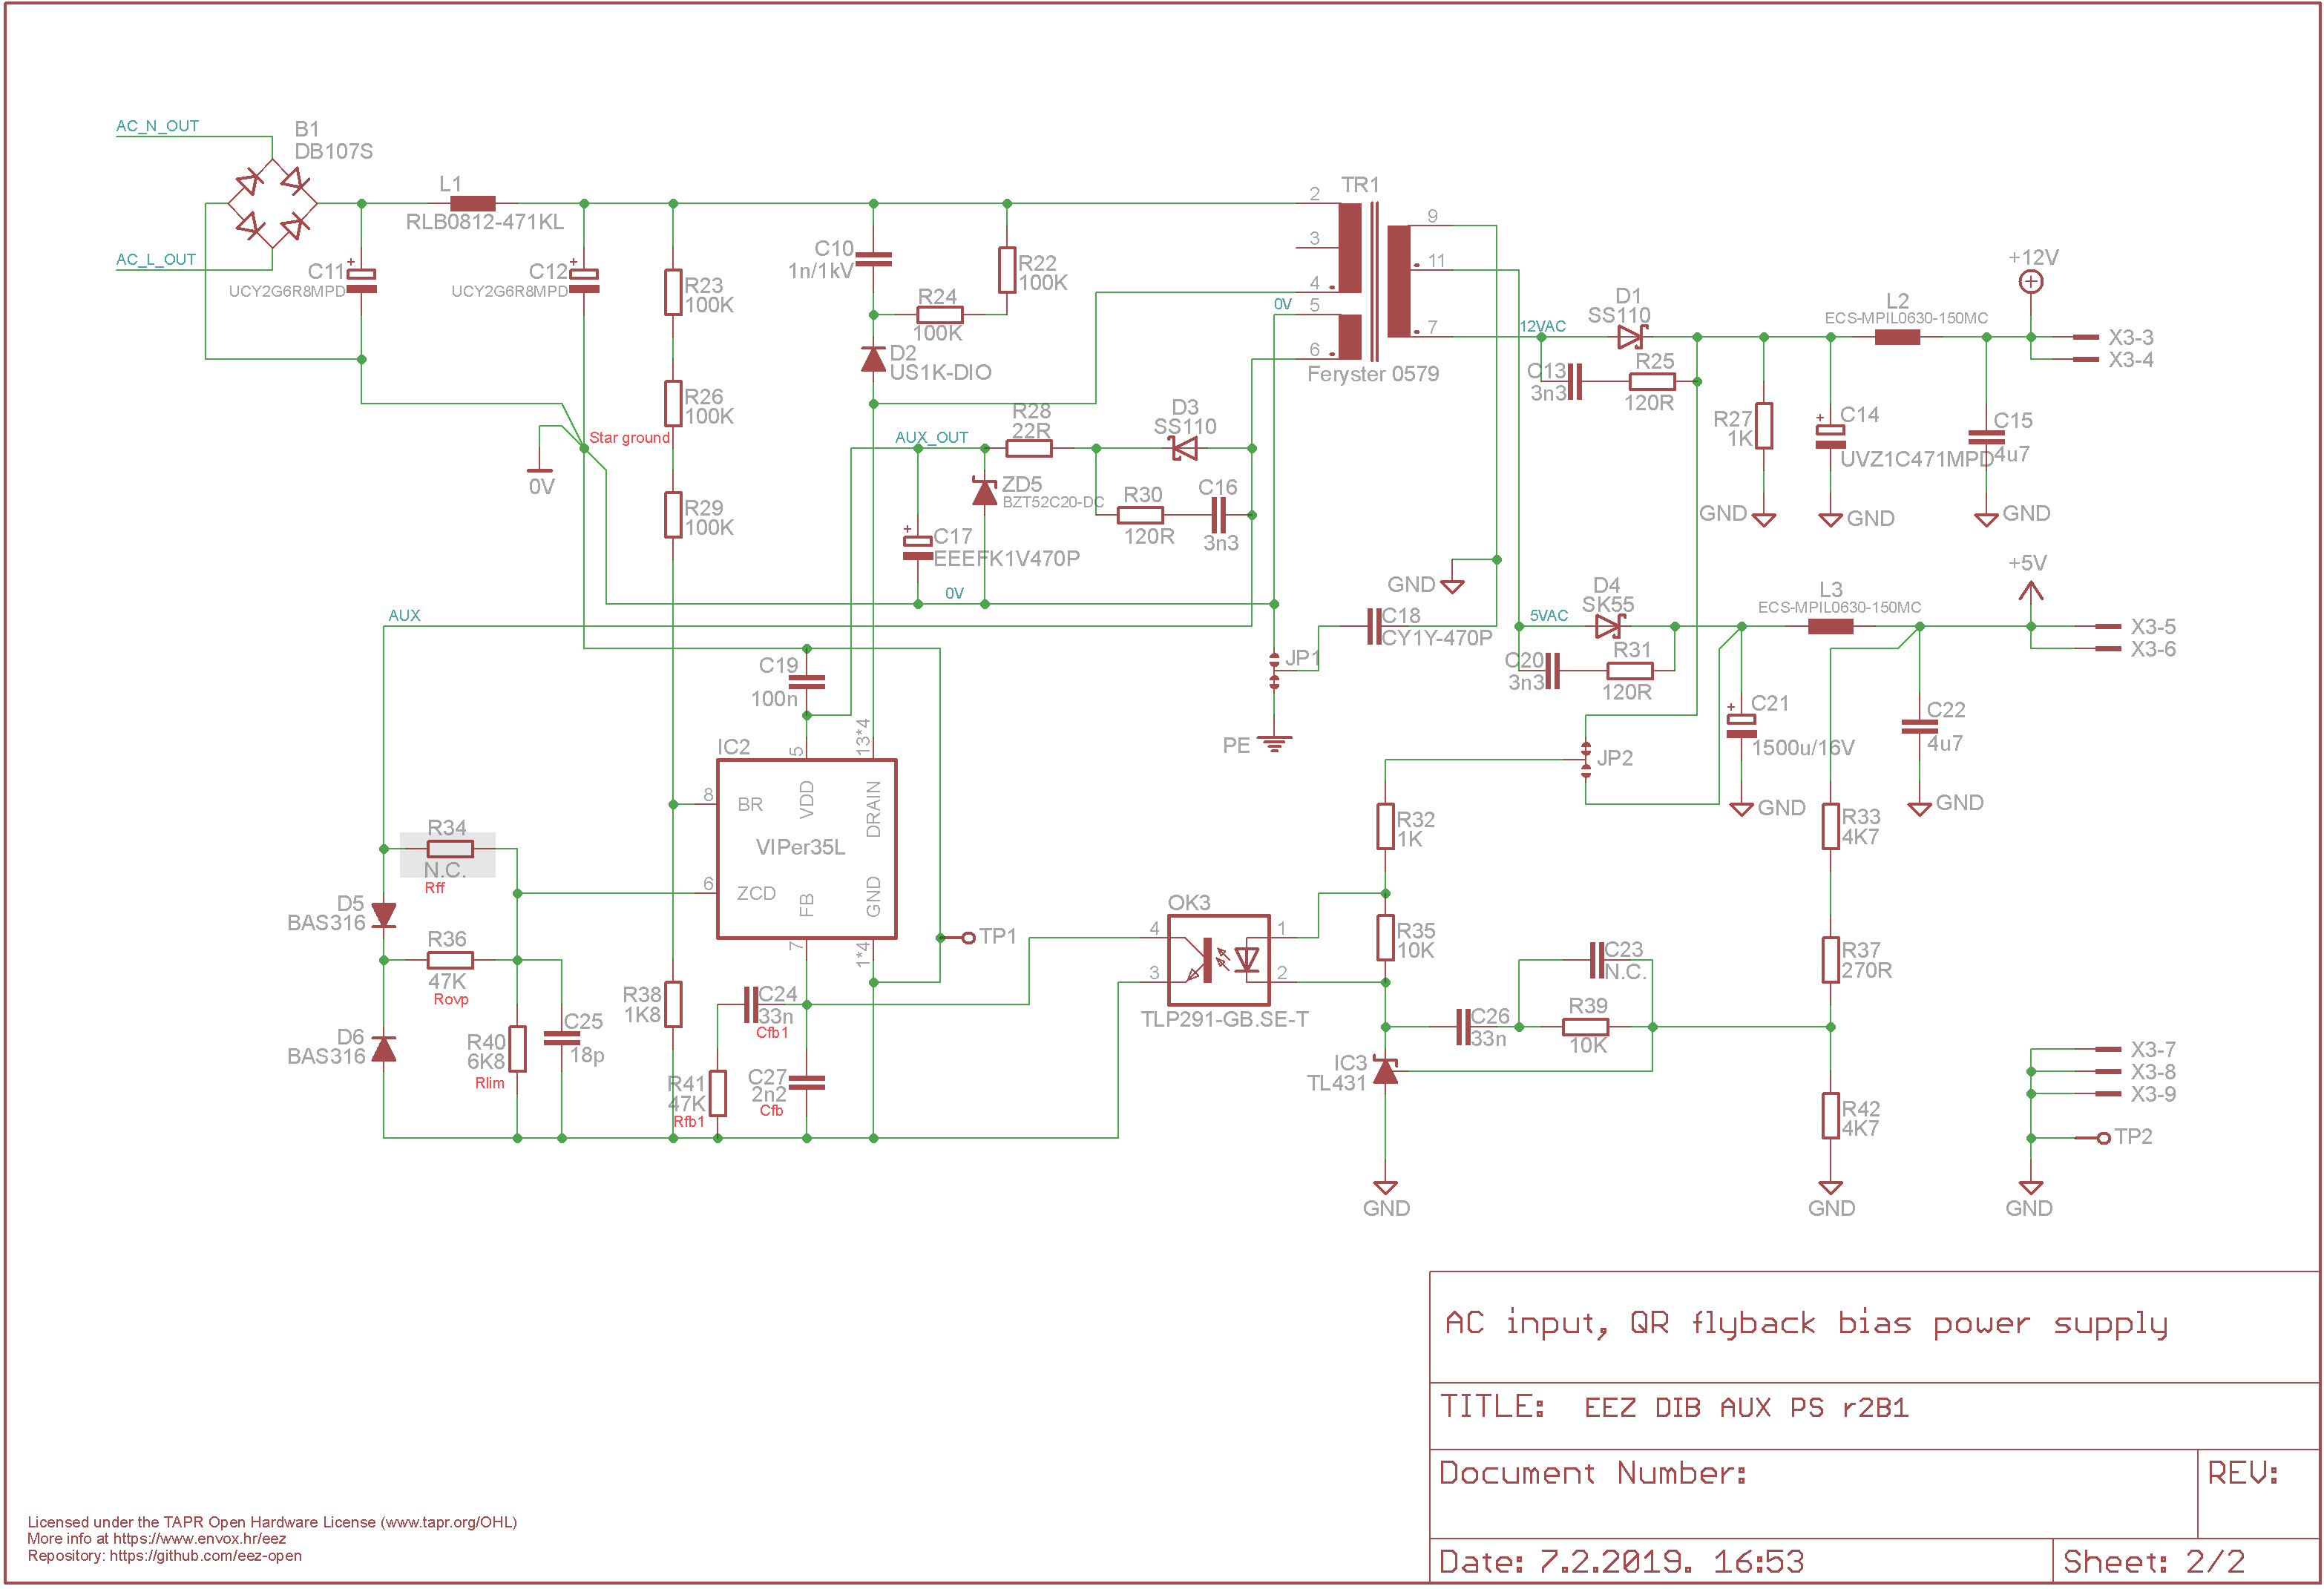 AC_N_OUT
B1
DB107S
L1
RLB0812-471KL
AC_L_OUT
C11
+
UCY2G6R8MPD
C12
+
UCY2G6R8MPD
R23
100K
C10
1n/1kV
R24
100K
R22
100K
D2
US1K-DIO
2
3
4
0V
5
6
TR1
Feryster 0579
9
11
7
12VAC
D1
SS110
L2
ECS-MPIL0630-150MC
+12V
X3-3
X3-4
C13
3n3
R25
120R
R27
1K
GND
+
C14
UVZ1C471MPD
GND
C15
4u7
GND
R26
100K
Star ground
0V
R29
100K
AUX_OUT
R28
22R
D3
SS110
ZD5
BZT52C20-DC
R30
120R
C16
3n3
+
C17
EEEFK1V470P
0V
AUX
GND
C18
CY1Y-470P
JP1
PE
5VAC
D4
SK55
L3
ECS-MPIL0630-150MC
+5V
X3-5
X3-6
C20
3n3
R31
120R
+
C21
1500u/16V
GND
C22
4u7
GND
JP2
C19
100n
IC2
5
13*4
8
BR
VDD
DRAIN
VIPer35L
6
ZCD
FB
GND
7
1*4
TP1
R34
N.C.
Rff
D5
BAS316
R36
47K
Rovp
D6
BAS316
R40
6K8
Rlim
C25
18p
R38
1K8
C24
33n
Cfb1
R41
47K
Rfb1
C27
2n2
Cfb
OK3
4
3
1
2
TLP291-GB.SE-T
R32
1K
R35
10K
R33
4K7
R37
270R
C23
N.C.
R39
10K
C26
33n
IC3
TL431
GND
R42
4K7
GND
X3-7
X3-8
X3-9
TP2
GND
AC input, QR flyback bias power supply
TITLE: EEZ DIB AUX PS r2B1
Document Number:
REV:
Date: 7.2.2019. 16:53
Sheet: 2/2
Licensed under the TAPR Open Hardware License (www.tapr.org/OHL)
More info at https://www.envox.hr/eez
Repository: https://github.com/eez-open